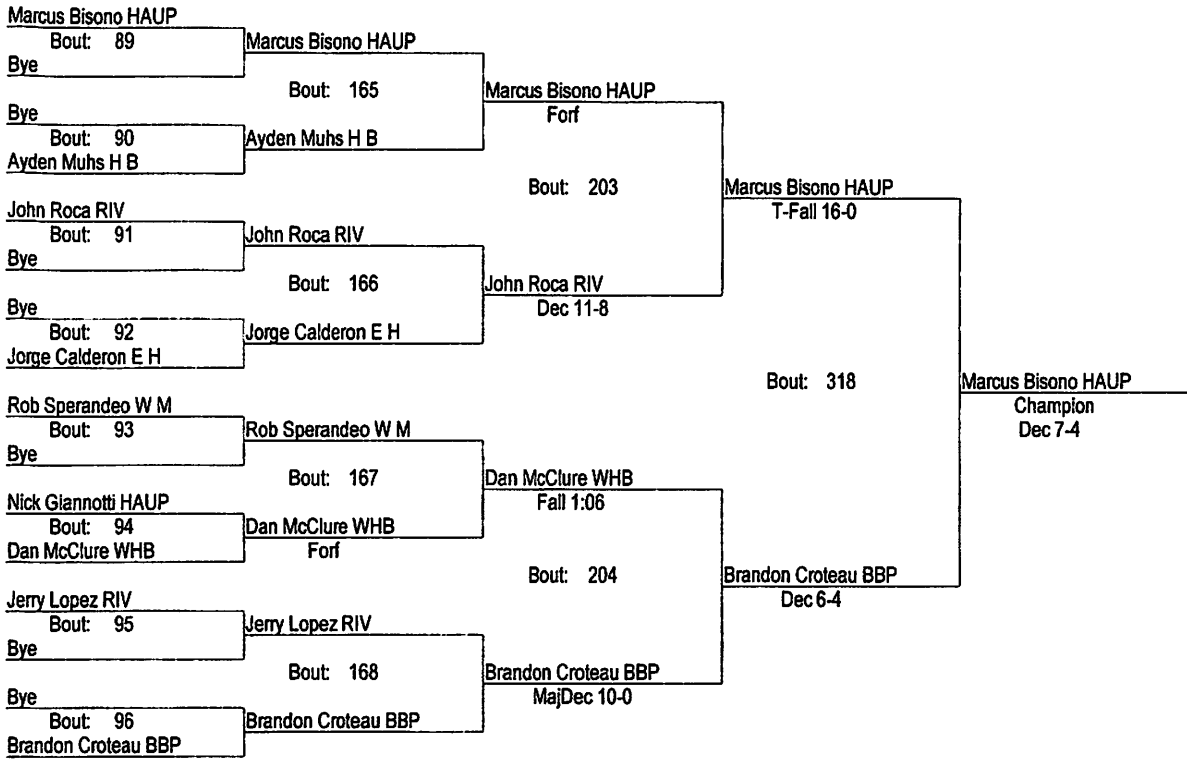 Marcus Bisono HAUP
Bout: 89
Bye
Marcus Bisono HAUP
Bout: 165
Bye
Bout: 90
Ayden Muhs H B
Ayden Muhs H B
Marcus Bisono HAUP
Forf
Bout: 203
John Roca RIV
Bout: 91
Bye
John Roca RIV
Bout: 166
Bye
Bout: 92
Jorge Calderon E H
Jorge Calderon E H
John Roca RIV
Dec 11-8
Marcus Bisono HAUP
T-Fall 16-0
Bout: 318
Rob Sperandeo W M
Bout: 93
Bye
Rob Sperandeo W M
Bout: 167
Nick Giannotti HAUP
Bout: 94
Dan McClure WHB
Dan McClure WHB
Forf
Dan McClure WHB
Fall 1:06
Bout: 204
Jerry Lopez RIV
Bout: 95
Bye
Jerry Lopez RIV
Bout: 168
Bye
Bout: 96
Brandon Croteau BBP
Brandon Croteau BBP
Brandon Croteau BBP
MajDec 10-0
Brandon Croteau BBP
Dec 6-4
Marcus Bisono HAUP
Champion
Dec 7-4